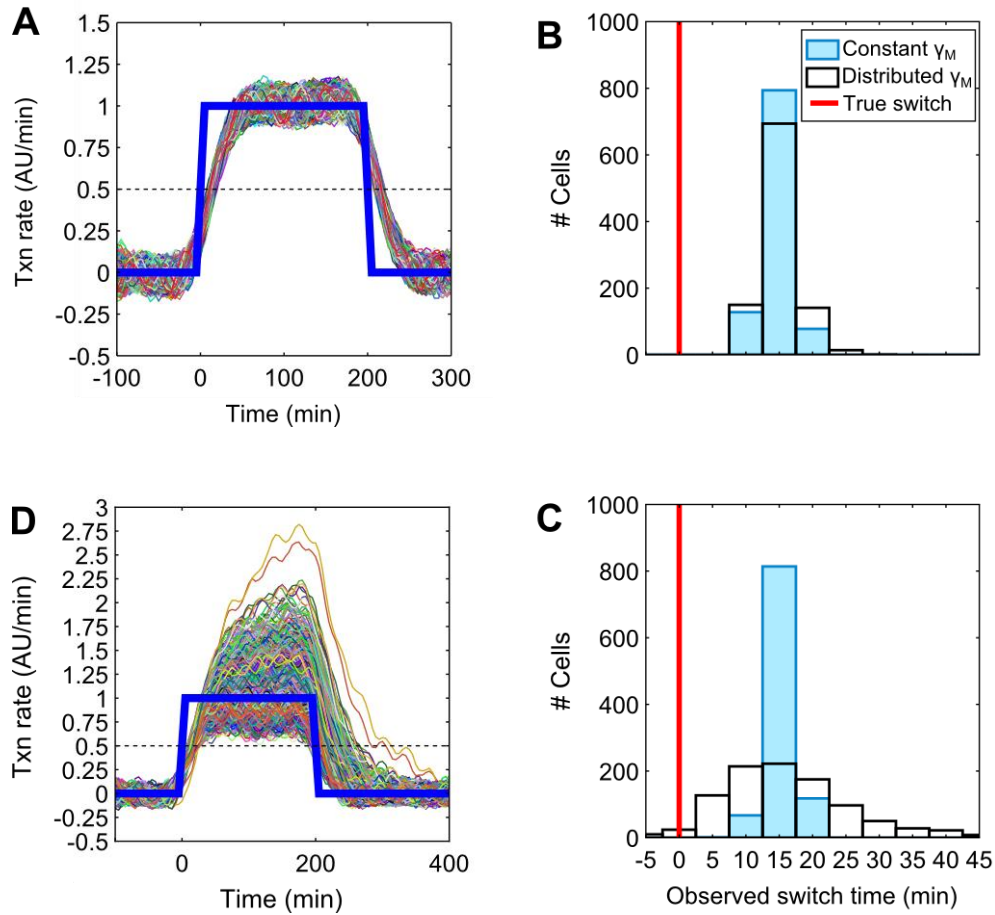 A
Txn rate (AU/min)
1.5
1.25
1
0.75
0.5
0.25
0
-0.25
-0.5
-100 0 100 200 300
Time (min)
B
# Cells
1000
800
600
400
200
0
Constant γM
Distributed γM
True switch
D
Txn rate (AU/min)
3
2.75
2.5
2.25
2
1.75
1.5
1.25
1
0.75
0.5
0.25
0
-0.25
-0.5
0 200 400
Time (min)
C
# Cells
1000
800
600
400
200
0
-5 0 5 10 15 20 25 30 35 40 45
Observed switch time (min)